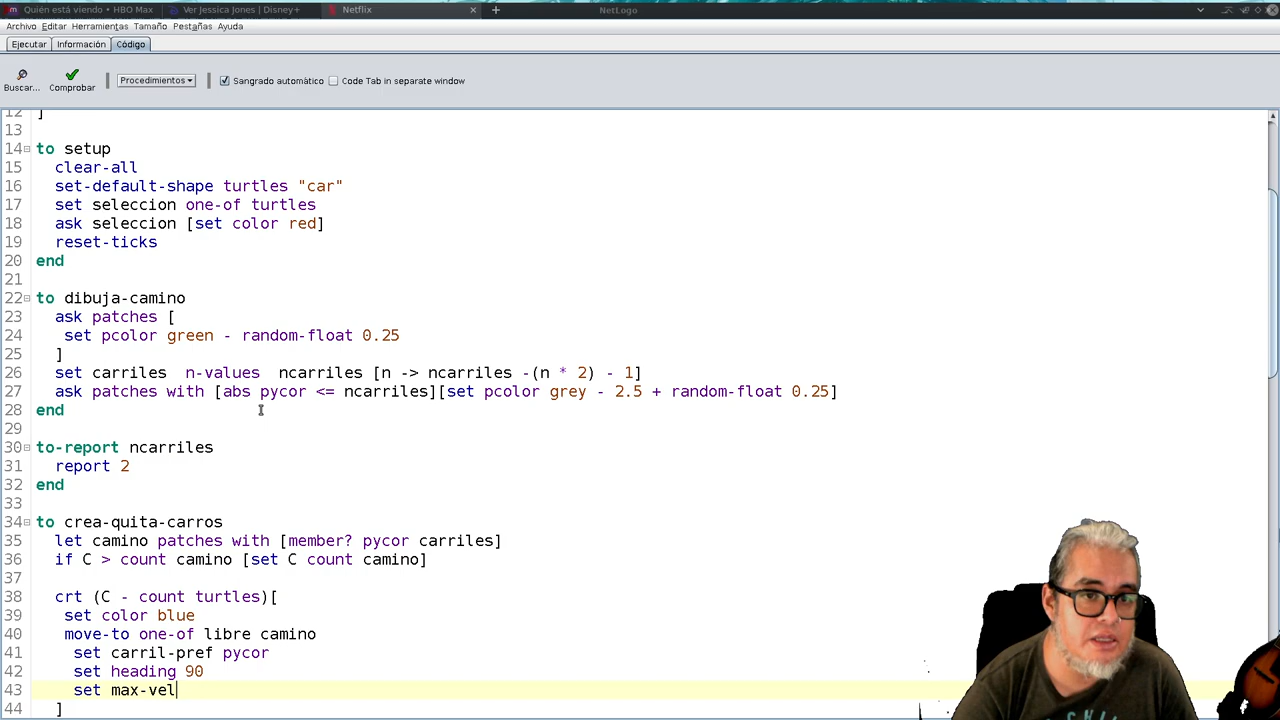 Quién está viendo • HBO Max
Ver Jessica Jones | Disney+
Netflix
NetLogo
Archivo Editar Herramientas Tamaño Pestañas Ayuda
Ejecutar Información Código
Buscar... Comprobar Procedimientos Sangrado automático Code Tab in separate window
12 ]
13
14 to setup
15 clear-all
16 set-default-shape turtles "car"
17 set seleccion one-of turtles
18 ask seleccion [set color red]
19 reset-ticks
20 end
21
22 to dibuja-camino
23 ask patches [
24 set pcolor green - random-float 0.25
25 ]
26 set carriles n-values ncarriles [n -> ncarriles -(n * 2) - 1]
27 ask patches with [abs pycor <= ncarriles][set pcolor grey - 2.5 + random-float 0.25]
28 end
29
30 to-report ncarriles
31 report 2
32 end
33
34 to crea-quita-carros
35 let camino patches with [member? pycor carriles]
36 if C > count camino [set C count camino]
37
38 crt (C - count turtles)[
39 set color blue
40 move-to one-of libre camino
41 set carril-pref pycor
42 set heading 90
43 set max-vel
44 ]